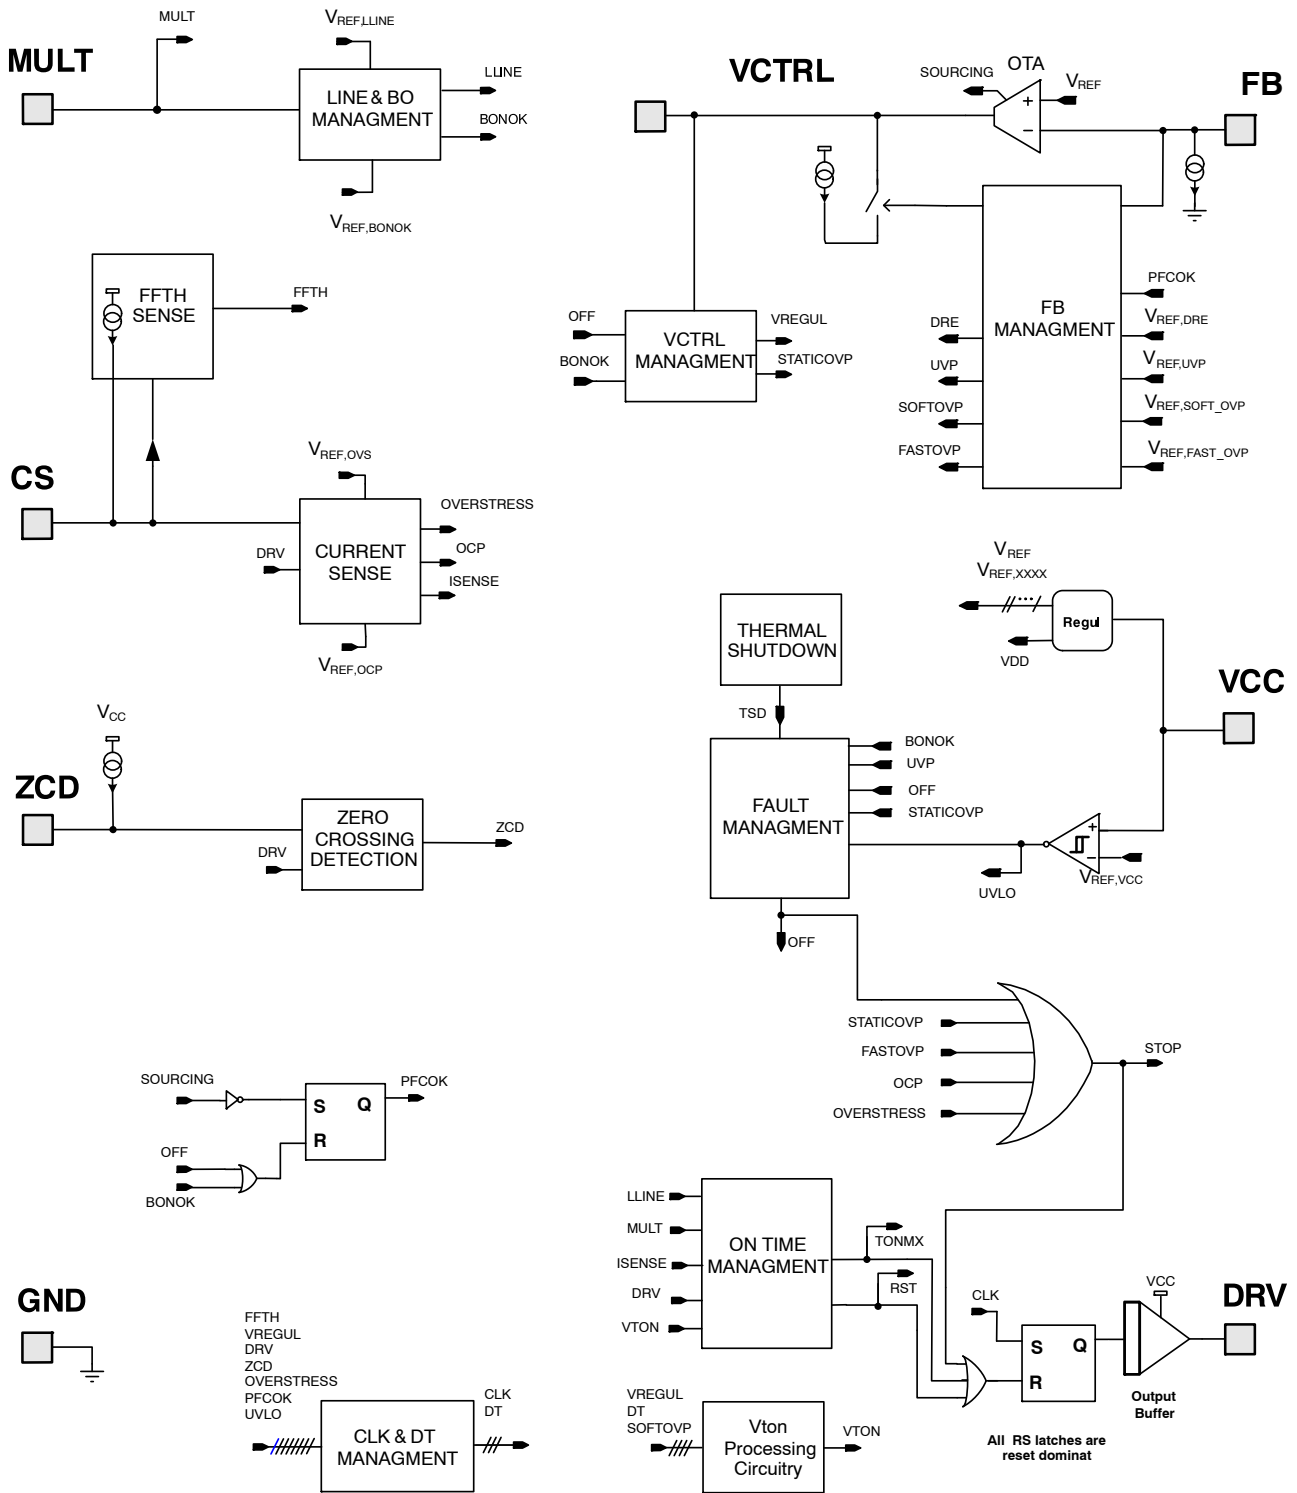 MULT
MULT
VREF,LLINE
LINE & BO
MANAGMENT
LLINE
BONOK
VREF,BONOK
VCTRL
SOURCING
OTA
VREF
+
−
FB
FB
MANAGMENT
PFCOK
VREF,DRE
VREF,UVP
VREF,SOFT_OVP
VREF,FAST_OVP
DRE
UVP
SOFTOVP
FASTOVP
OFF
BONOK
VCTRL
MANAGMENT
VREGUL
STATICOVP
FFTH
SENSE
FFTH
CS
VREF,OVS
DRV
CURRENT
SENSE
OVERSTRESS
OCP
ISENSE
VREF,OCP
VREF
VREF,XXXX
Regul
VDD
VCC
THERMAL
SHUTDOWN
TSD
FAULT
MANAGMENT
BONOK
UVP
OFF
STATICOVP
+
−
VREF,VCC
UVLO
OFF
VCC
ZCD
DRV
ZERO
CROSSING
DETECTION
ZCD
STATICOVP
FASTOVP
OCP
OVERSTRESS
STOP
SOURCING
OFF
BONOK
S
Q
R
PFCOK
LLINE
MULT
ISENSE
DRV
VTON
ON TIME
MANAGMENT
TONMX
RST
CLK
S
Q
R
VCC
DRV
Output
Buffer
All RS latches are
reset dominat
GND
FFTH
VREGUL
DRV
ZCD
OVERSTRESS
PFCOK
UVLO
CLK & DT
MANAGMENT
CLK
DT
VREGUL
DT
SOFTOVP
Vton
Processing
Circuitry
VTON